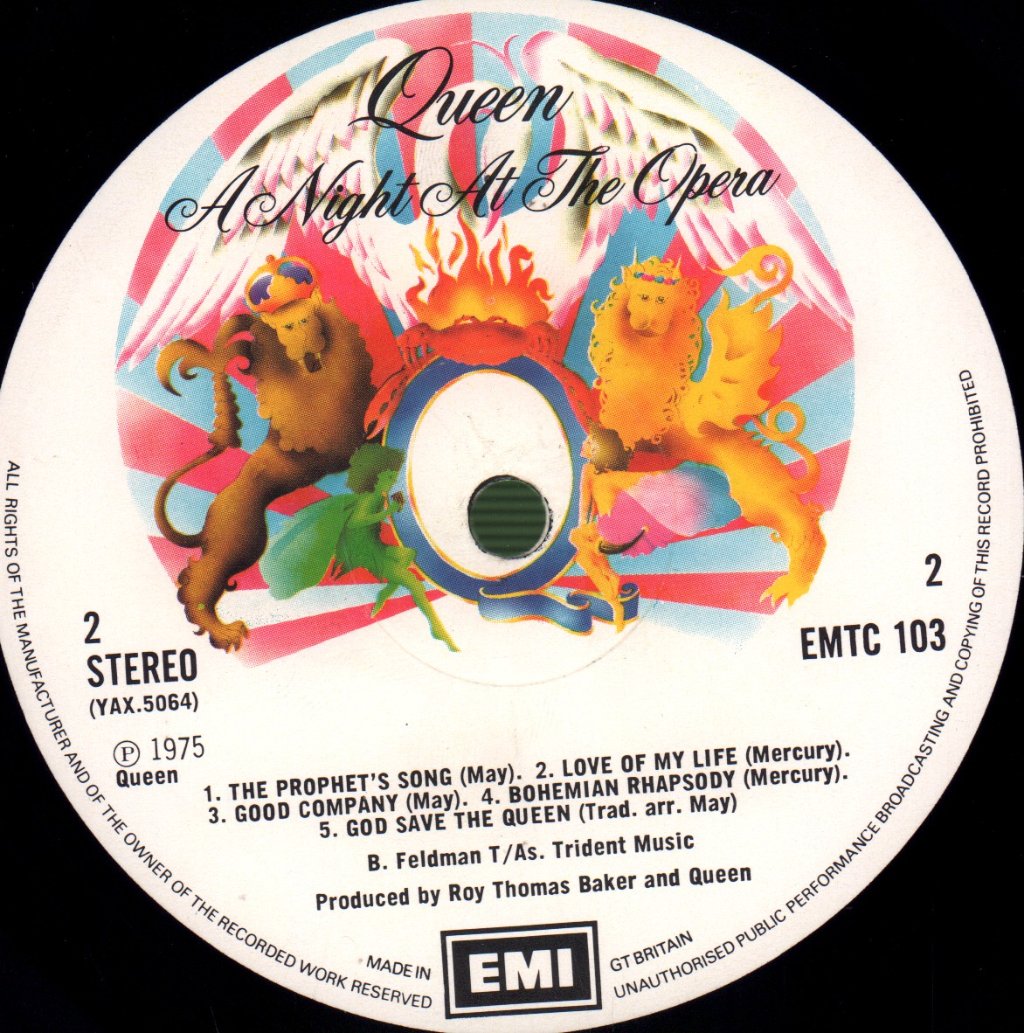 Queen
A Night At The Opera
2
STEREO
(YAX.5064)
Ⓟ 1975
Queen
2
EMTC 103
1. THE PROPHET'S SONG (May). 2. LOVE OF MY LIFE (Mercury).
3. GOOD COMPANY (May). 4. BOHEMIAN RHAPSODY (Mercury).
5. GOD SAVE THE QUEEN (Trad. arr. May)
B. Feldman T/As. Trident Music
Produced by Roy Thomas Baker and Queen
ALL RIGHTS OF THE MANUFACTURER AND OF THE OWNER OF THE RECORDED WORK RESERVED
MADE IN
EMI
GT BRITAIN
UNAUTHORISED PUBLIC PERFORMANCE BROADCASTING AND COPYING OF THIS RECORD PROHIBITED